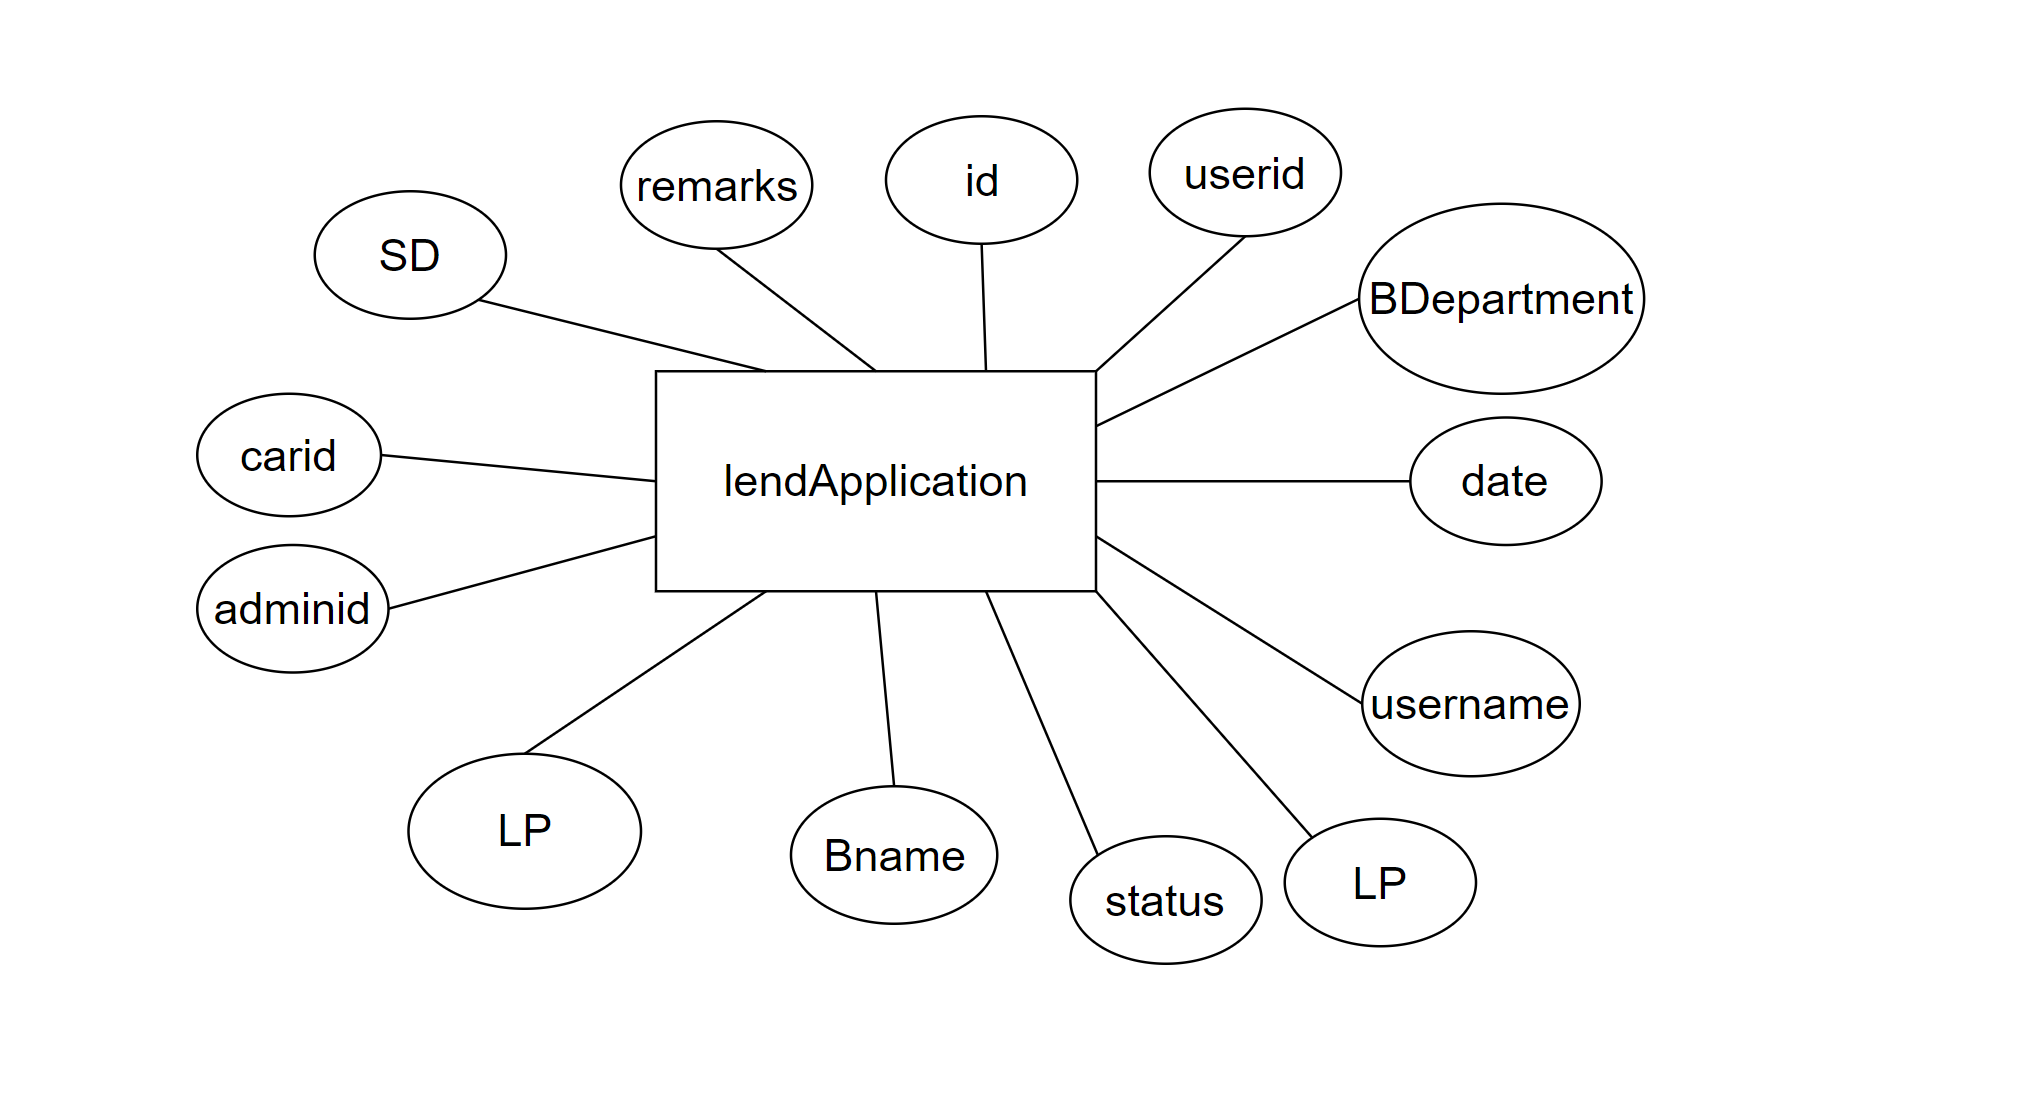 userid
id
remarks
SD
BDepartment
carid
lendApplication
date
adminid
username
LP
Bname
LP
status